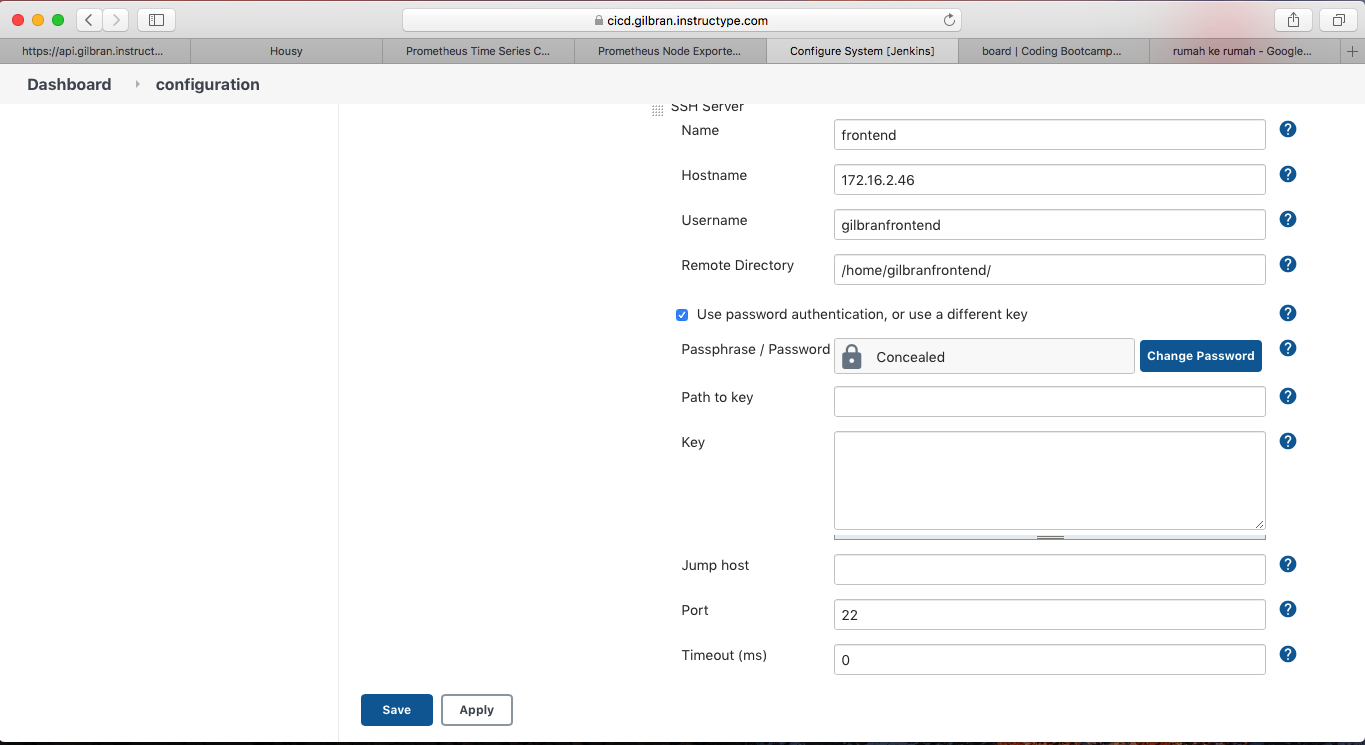 cicd.gilbran.instructype.com
https://api.gilbran.instruct...
Housy
Prometheus Time Series C...
Prometheus Node Exporte...
Configure System [Jenkins]
board | Coding Bootcamp...
rumah ke rumah - Google...
Dashboard
configuration
SSH Server
Name
frontend
Hostname
172.16.2.46
Username
gilbranfrontend
Remote Directory
/home/gilbranfrontend/
Use password authentication, or use a different key
Passphrase / Password
Concealed
Change Password
Path to key
Key
Jump host
Port
22
Timeout (ms)
0
Save
Apply